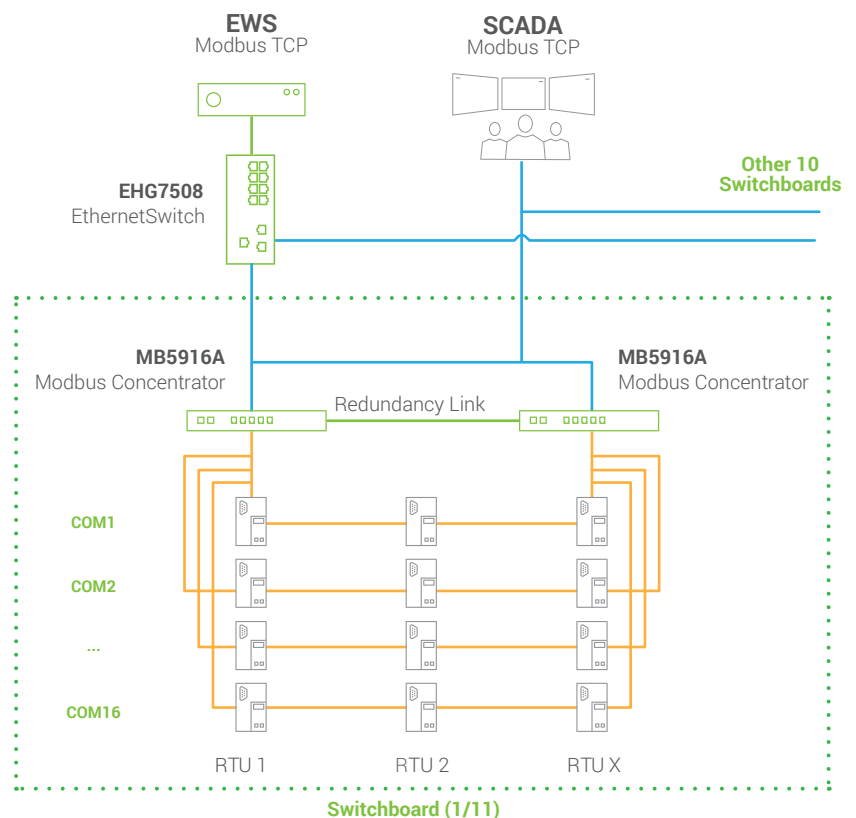 EWS
Modbus TCP
SCADA
Modbus TCP
Other 10
Switchboards
EHG7508
EthernetSwitch
MB5916A
Modbus Concentrator
MB5916A
Modbus Concentrator
Redundancy Link
COM1
COM2
...
COM16
RTU 1
RTU 2
RTU X
Switchboard (1/11)